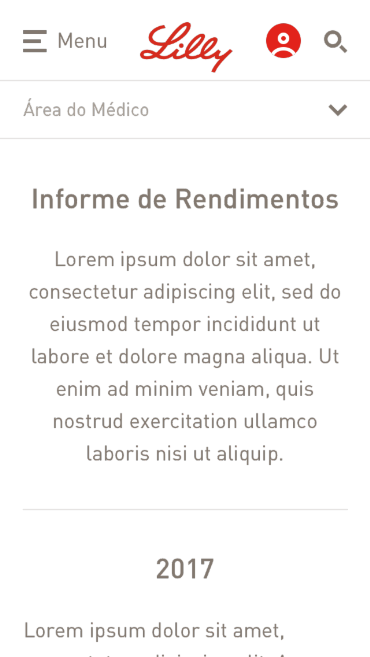 Menu
Lilly
Área do Médico
Informe de Rendimentos
Lorem ipsum dolor sit amet,
consectetur adipiscing elit, sed do
eiusmod tempor incididunt ut
labore et dolore magna aliqua. Ut
enim ad minim veniam, quis
nostrud exercitation ullamco
laboris nisi ut aliquip.
2017
Lorem ipsum dolor sit amet,